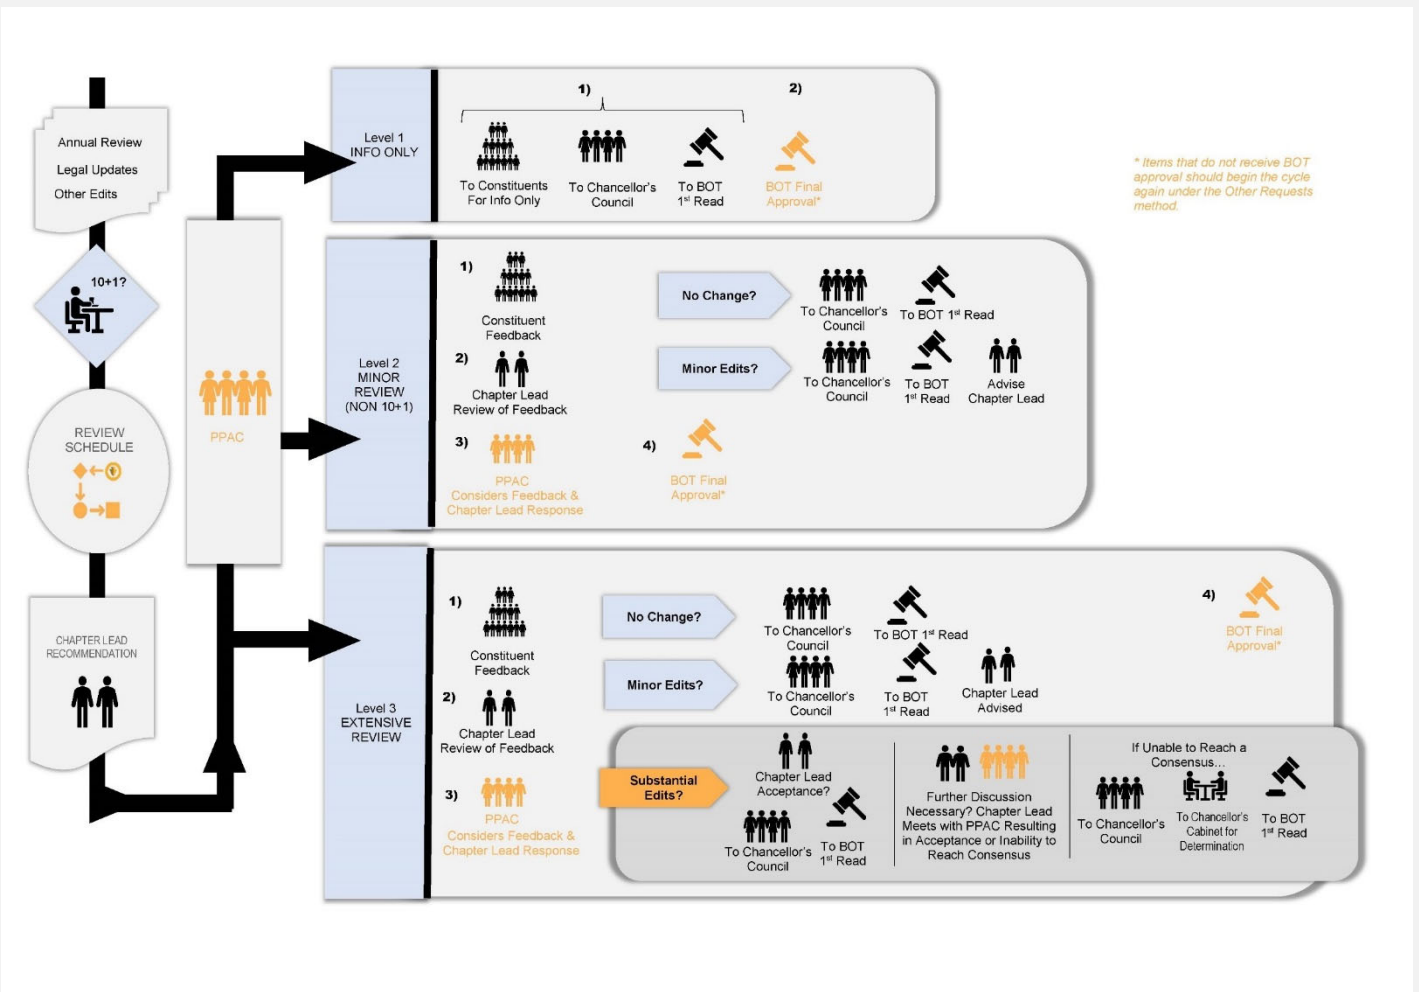 Annual Review
Legal Updates
Other Edits
10+1?
REVIEW
SCHEDULE
CHAPTER LEAD
RECOMMENDATION
PPAC
Level 1
INFO ONLY
1)
To Constituents
For Info Only
To Chancellor's
Council
To BOT
1st Read
2)
BOT Final
Approval*
* Items that do not receive BOT
approval should begin the cycle
again under the Other Requests
method.
Level 2
MINOR
REVIEW
(NON 10+1)
1)
Constituent
Feedback
2)
Chapter Lead
Review of Feedback
3)
PPAC
Considers Feedback &
Chapter Lead Response
No Change?
To Chancellor's
Council
To BOT 1st Read
Minor Edits?
To Chancellor's
Council
To BOT
1st Read
Advise
Chapter Lead
4)
BOT Final
Approval*
Level 3
EXTENSIVE
REVIEW
1)
Constituent
Feedback
2)
Chapter Lead
Review of Feedback
3)
PPAC
Considers Feedback &
Chapter Lead Response
No Change?
To Chancellor's
Council
To BOT 1st Read
Minor Edits?
To Chancellor's
Council
To BOT
1st Read
Chapter Lead
Advised
4)
BOT Final
Approval*
Substantial
Edits?
Chapter Lead
Acceptance?
To Chancellor's
Council
To BOT
1st Read
Further Discussion
Necessary? Chapter Lead
Meets with PPAC Resulting
in Acceptance or Inability to
Reach Consensus
If Unable to Reach a
Consensus...
To Chancellor's
Council
To Chancellor's
Cabinet for
Determination
To BOT
1st Read